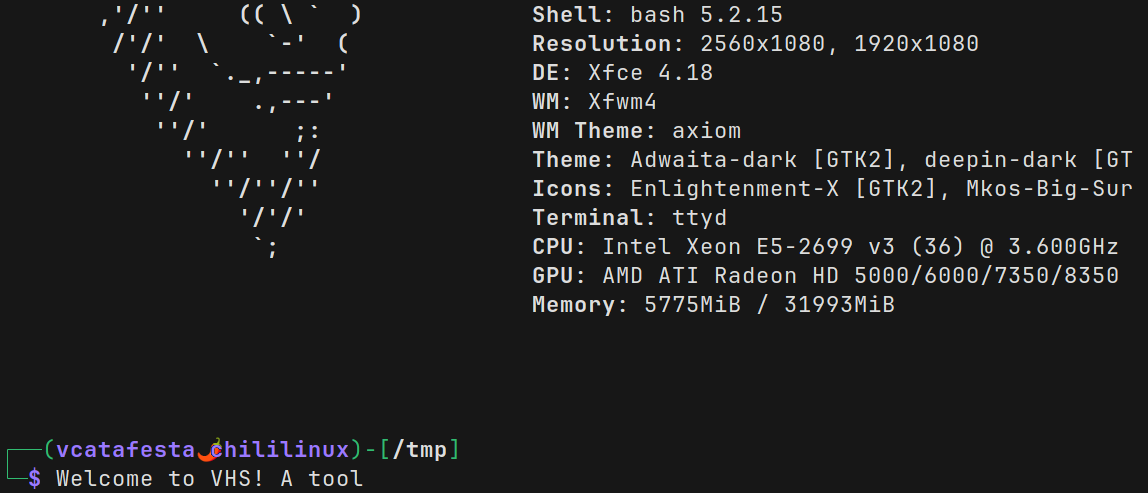 Shell: bash 5.2.15
Resolution: 2560x1080, 1920x1080
DE: Xfce 4.18
WM: Xfwm4
WM Theme: axiom
Theme: Adwaita-dark [GTK2], deepin-dark [GT
Icons: Enlightenment-X [GTK2], Mkos-Big-Sur
Terminal: ttyd
CPU: Intel Xeon E5-2699 v3 (36) @ 3.600GHz
GPU: AMD ATI Radeon HD 5000/6000/7350/8350
Memory: 5775MiB / 31993MiB
(vcatafesta🌶chililinux)-[/tmp]
$ Welcome to VHS! A tool